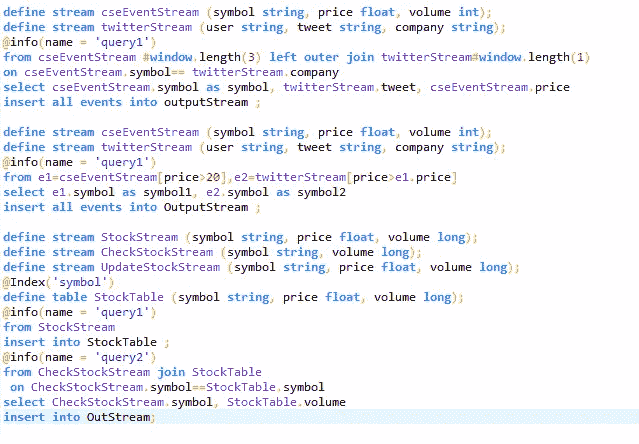 define stream cseEventStream (symbol string, price float, volume int);
define stream twitterStream (user string, tweet string, company string);
@info(name = 'query1')
from cseEventStream #window.length(3) left outer join twitterStream#window.length(1)
on cseEventStream.symbol== twitterStream.company
select cseEventStream.symbol as symbol, twitterStream.tweet, cseEventStream.price
insert all events into outputStream ;

define stream cseEventStream (symbol string, price float, volume int);
define stream twitterStream (user string, tweet string, company string);
@info(name = 'query1')
from e1=cseEventStream[price>20],e2=twitterStream[price>e1.price]
select e1.symbol as symbol1, e2.symbol as symbol2
insert all events into OutputStream ;

define stream StockStream (symbol string, price float, volume long);
define stream CheckStockStream (symbol string, volume long);
define stream UpdateStockStream (symbol string, price float, volume long);
@Index('symbol')
define table StockTable (symbol string, price float, volume long);
@info(name = 'query1')
from StockStream
insert into StockTable ;
@info(name = 'query2')
from CheckStockStream join StockTable
 on CheckStockStream.symbol==StockTable.symbol
select CheckStockStream.symbol, StockTable.volume
insert into OutStream;